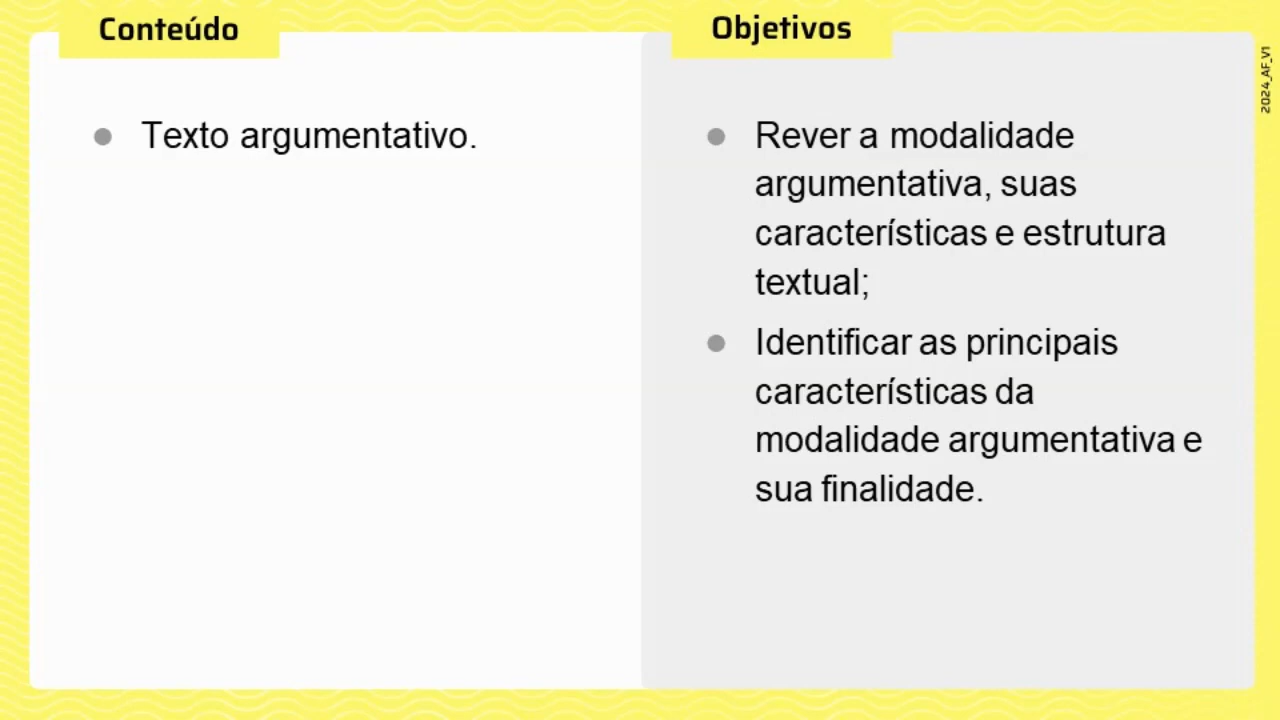 Conteúdo
Texto argumentativo.
Objetivos
Rever a modalidade
argumentativa, suas
características e estrutura
textual;
Identificar as principais
características da
modalidade argumentativa e
sua finalidade.
2024_AF_V1